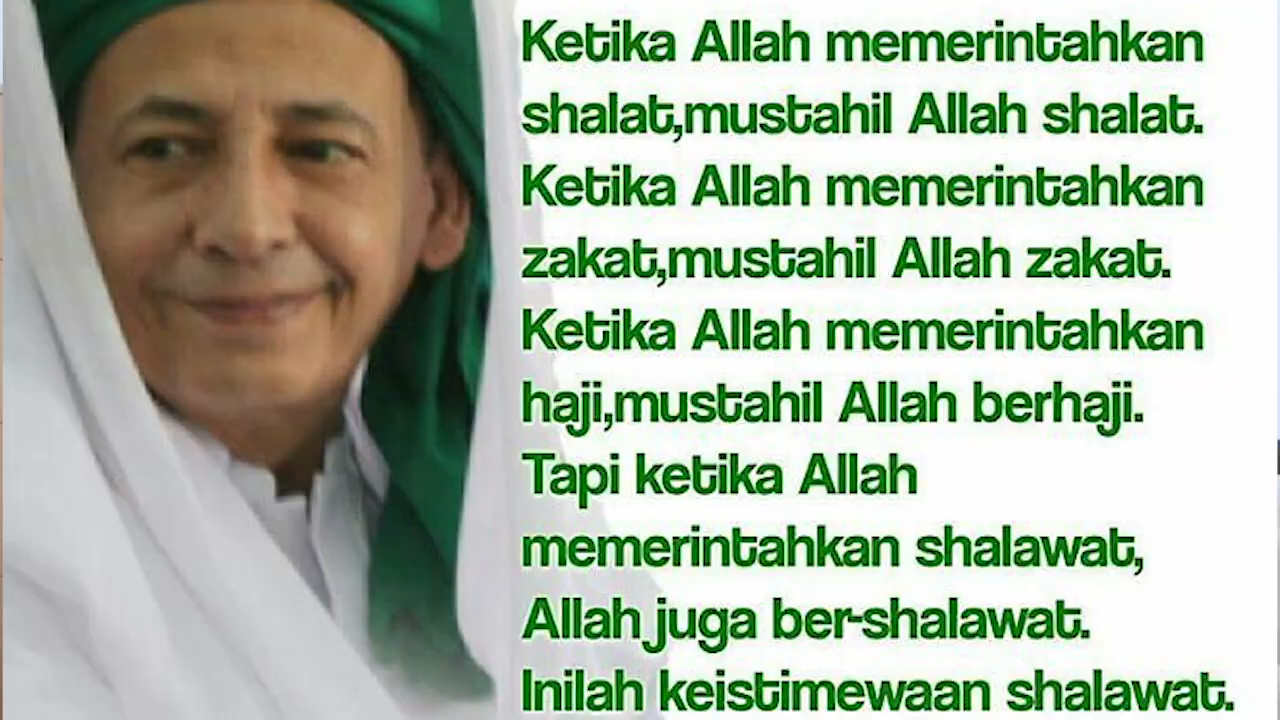 Ketika Allah memerintahkan
shalat,mustahil Allah shalat.
Ketika Allah memerintahkan
zakat,mustahil Allah zakat.
Ketika Allah memerintahkan
haji,mustahil Allah berhaji.
Tapi ketika Allah
memerintahkan shalawat,
Allah juga ber-shalawat.
Inilah keistimewaan shalawat.